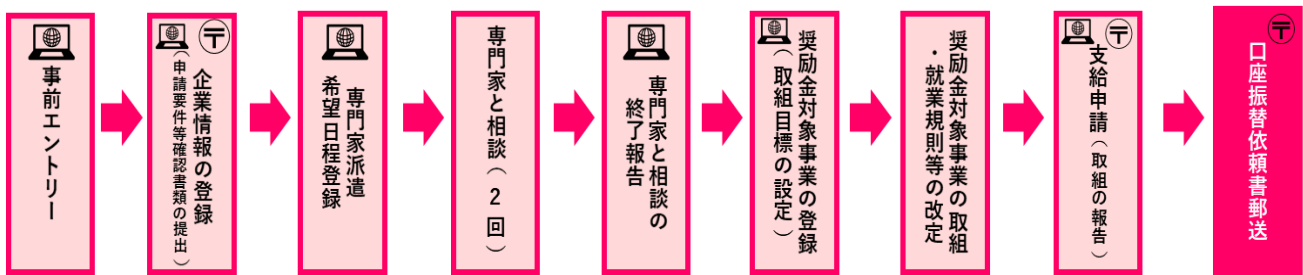 事前エントリー
〒
企業情報の登録
（申請要件等確認書類の提出）
専門家派遣
希望日程登録
専門家と相談（２回）
専門家と相談の
終了報告
奨励金対象事業の登録
（取組目標の設定）
奨励金対象事業の取組
・就業規則等の改定
〒
支給申請（取組の報告）
〒
口座振替依頼書郵送